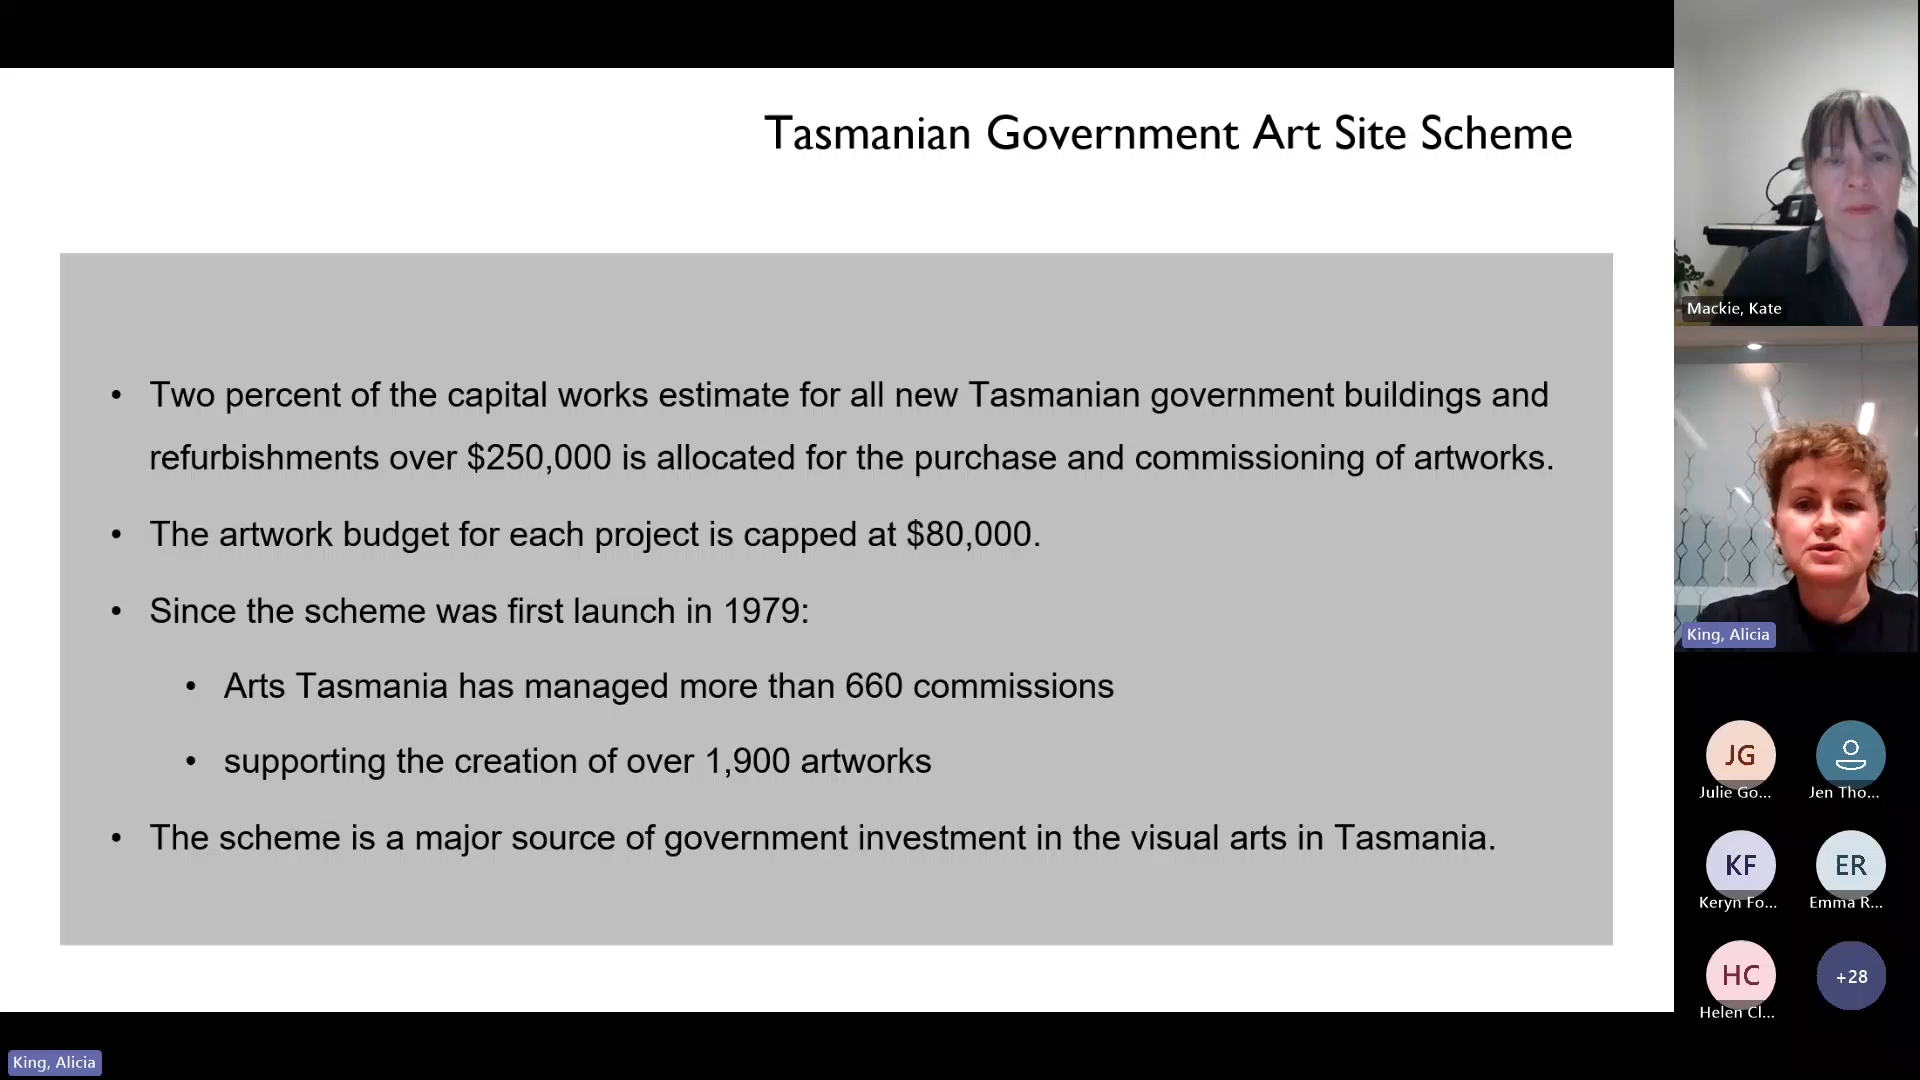 Tasmanian Government Art Site Scheme
• Two percent of the capital works estimate for all new Tasmanian government buildings and
refurbishments over $250,000 is allocated for the purchase and commissioning of artworks.
• The artwork budget for each project is capped at $80,000.
• Since the scheme was first launch in 1979:
• Arts Tasmania has managed more than 660 commissions
• supporting the creation of over 1,900 artworks
• The scheme is a major source of government investment in the visual arts in Tasmania.
Mackie, Kate
King, Alicia
JG
Julie Go...
Jen Tho...
KF
Keryn Fo...
ER
Emma R...
HC
Helen Cl...
+28
King, Alicia